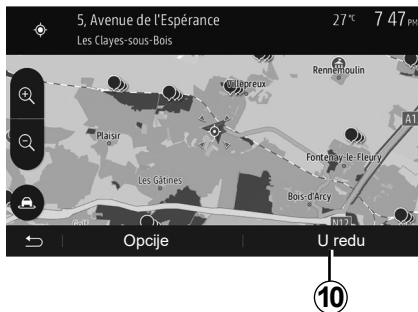 5, Avenue de l'Espérance
27 °C
7 47 PM
Les Clayes-sous-Bois
Rennemoulin
Villepreux
A1
Plaisir
Fontenay-le-Fleury
Les Gâtines
Bois-d'Arcy
N12
Opcije
U redu
10